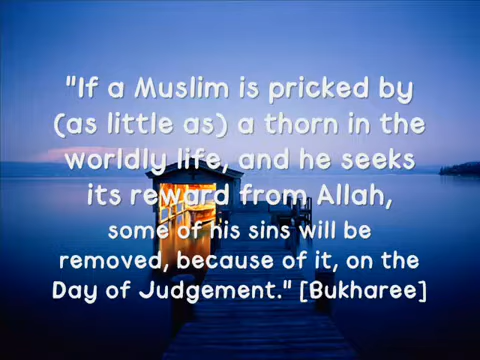 "If a Muslim is pricked by
(as little as) a thorn in the
worldly life, and he seeks
its reward from Allah,
some of his sins will be
removed, because of it, on the
Day of Judgement." [Bukharee]